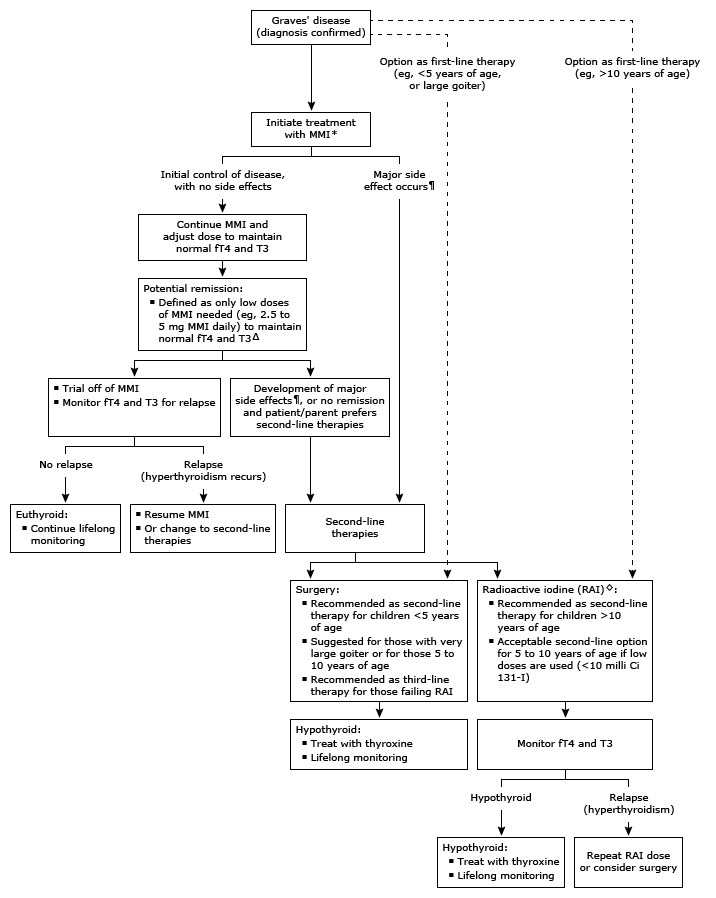 Graves' disease
(diagnosis confirmed)
Option as first-line therapy
(eg, <5 years of age,
or large goiter)
Option as first-line therapy
(eg, >10 years of age)
Initiate treatment
with MMI*
Initial control of disease,
with no side effects
Major side
effect occurs¶
Continue MMI and
adjust dose to maintain
normal fT4 and T3
Potential remission:
▪ Defined as only low doses
of MMI needed (eg, 2.5 to
5 mg MMI daily) to maintain
normal fT4 and T3Δ
▪ Trial off of MMI
▪ Monitor fT4 and T3 for relapse
Development of major
side effects¶, or no remission
and patient/parent prefers
second-line therapies
No relapse
Relapse
(hyperthyroidism recurs)
Euthyroid:
▪ Continue lifelong
monitoring
▪ Resume MMI
▪ Or change to second-line
therapies
Second-line
therapies
Surgery:
▪ Recommended as second-line
therapy for children <5 years
of age
▪ Suggested for those with very
large goiter or for those 5 to
10 years of age
▪ Recommended as third-line
therapy for those failing RAI
Radioactive iodine (RAI)◇:
▪ Recommended as second-line
therapy for children >10
years of age
▪ Acceptable second-line option
for 5 to 10 years of age if low
doses are used (<10 milli Ci
131-I)
Hypothyroid:
▪ Treat with thyroxine
▪ Lifelong monitoring
Monitor fT4 and T3
Hypothyroid
Relapse
(hyperthyroidism)
Hypothyroid:
▪ Treat with thyroxine
▪ Lifelong monitoring
Repeat RAI dose
or consider surgery